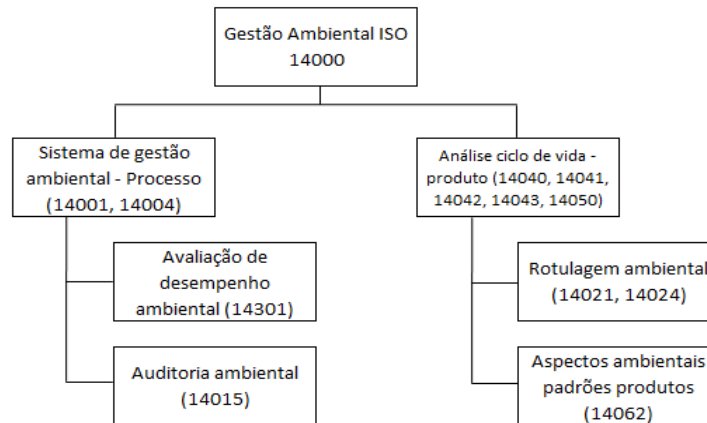 Gestão Ambiental ISO
14000
Sistema de gestão
ambiental - Processo
(14001, 14004)
Análise ciclo de vida -
produto (14040, 14041,
14042, 14043, 14050)
Avaliação de
desempenho
ambiental (14301)
Rotulagem ambiental
(14021, 14024)
Auditoria ambiental
(14015)
Aspectos ambientais
padrões produtos
(14062)